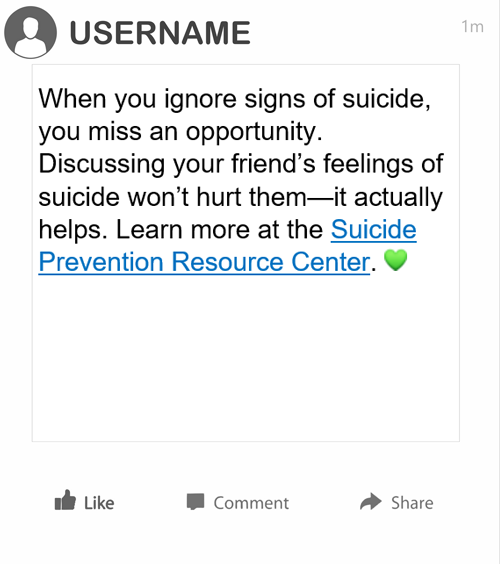 USERNAME
1m
When you ignore signs of suicide,
you miss an opportunity.
Discussing your friend’s feelings of
suicide won’t hurt them—it actually
helps. Learn more at the Suicide
Prevention Resource Center. 💚
Like Comment Share